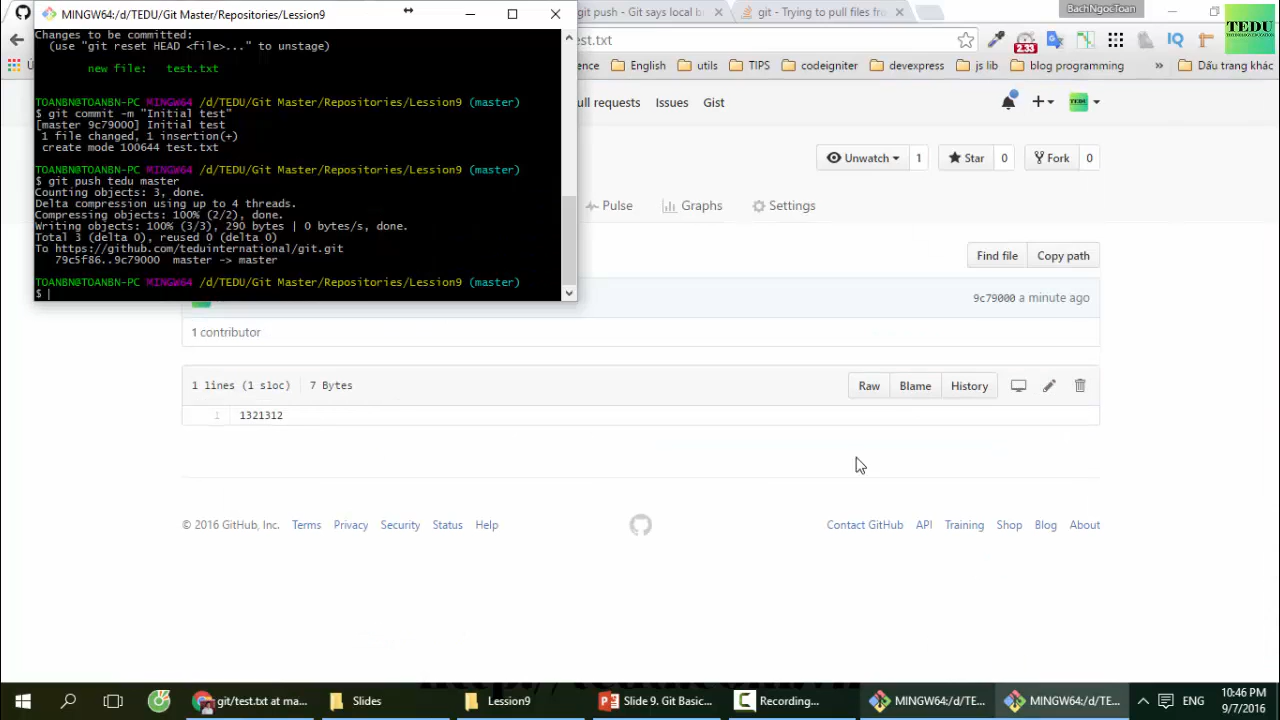 MINGW64:/d/TEDU/Git Master/Repositories/Lession9
git push - Git says local b
git - Trying to pull files fr
BachNgocToan
Changes to be committed:
(use "git reset HEAD <file>..." to unstage)
new file:   test.txt
TOANBN@TOANBN-PC MINGW64 /d/TEDU/Git Master/Repositories/Lession9 (master)
$ git commit -m "Initial test"
[master 9c79000] Initial test
1 file changed, 1 insertion(+)
create mode 100644 test.txt
TOANBN@TOANBN-PC MINGW64 /d/TEDU/Git Master/Repositories/Lession9 (master)
$ git push tedu master
Counting objects: 3, done.
Delta compression using up to 4 threads.
Compressing objects: 100% (2/2), done.
Writing objects: 100% (3/3), 290 bytes | 0 bytes/s, done.
Total 3 (delta 0), reused 0 (delta 0)
To https://github.com/teduinternational/git.git
79c5f86..9c79000  master -> master
TOANBN@TOANBN-PC MINGW64 /d/TEDU/Git Master/Repositories/Lession9 (master)
$
est.txt
2.33
TEDU
ence English utils TIPS codeigniter devexpress js lib blog programming » Dấu trang khác
ull requests Issues Gist
TEDU
Unwatch 1 Star 0 Fork 0
Pulse Graphs Settings
Find file Copy path
9c79000 a minute ago
1 contributor
1 lines (1 sloc) 7 Bytes
Raw Blame History
1 1321312
© 2016 GitHub, Inc. Terms Privacy Security Status Help
Contact GitHub API Training Shop Blog About
git/test.txt at ma...
Slides
Lession9
Slide 9. Git Basic...
Recording...
MINGW64:/d/TE...
MINGW64:/d/TE...
ENG
10:46 PM
9/7/2016